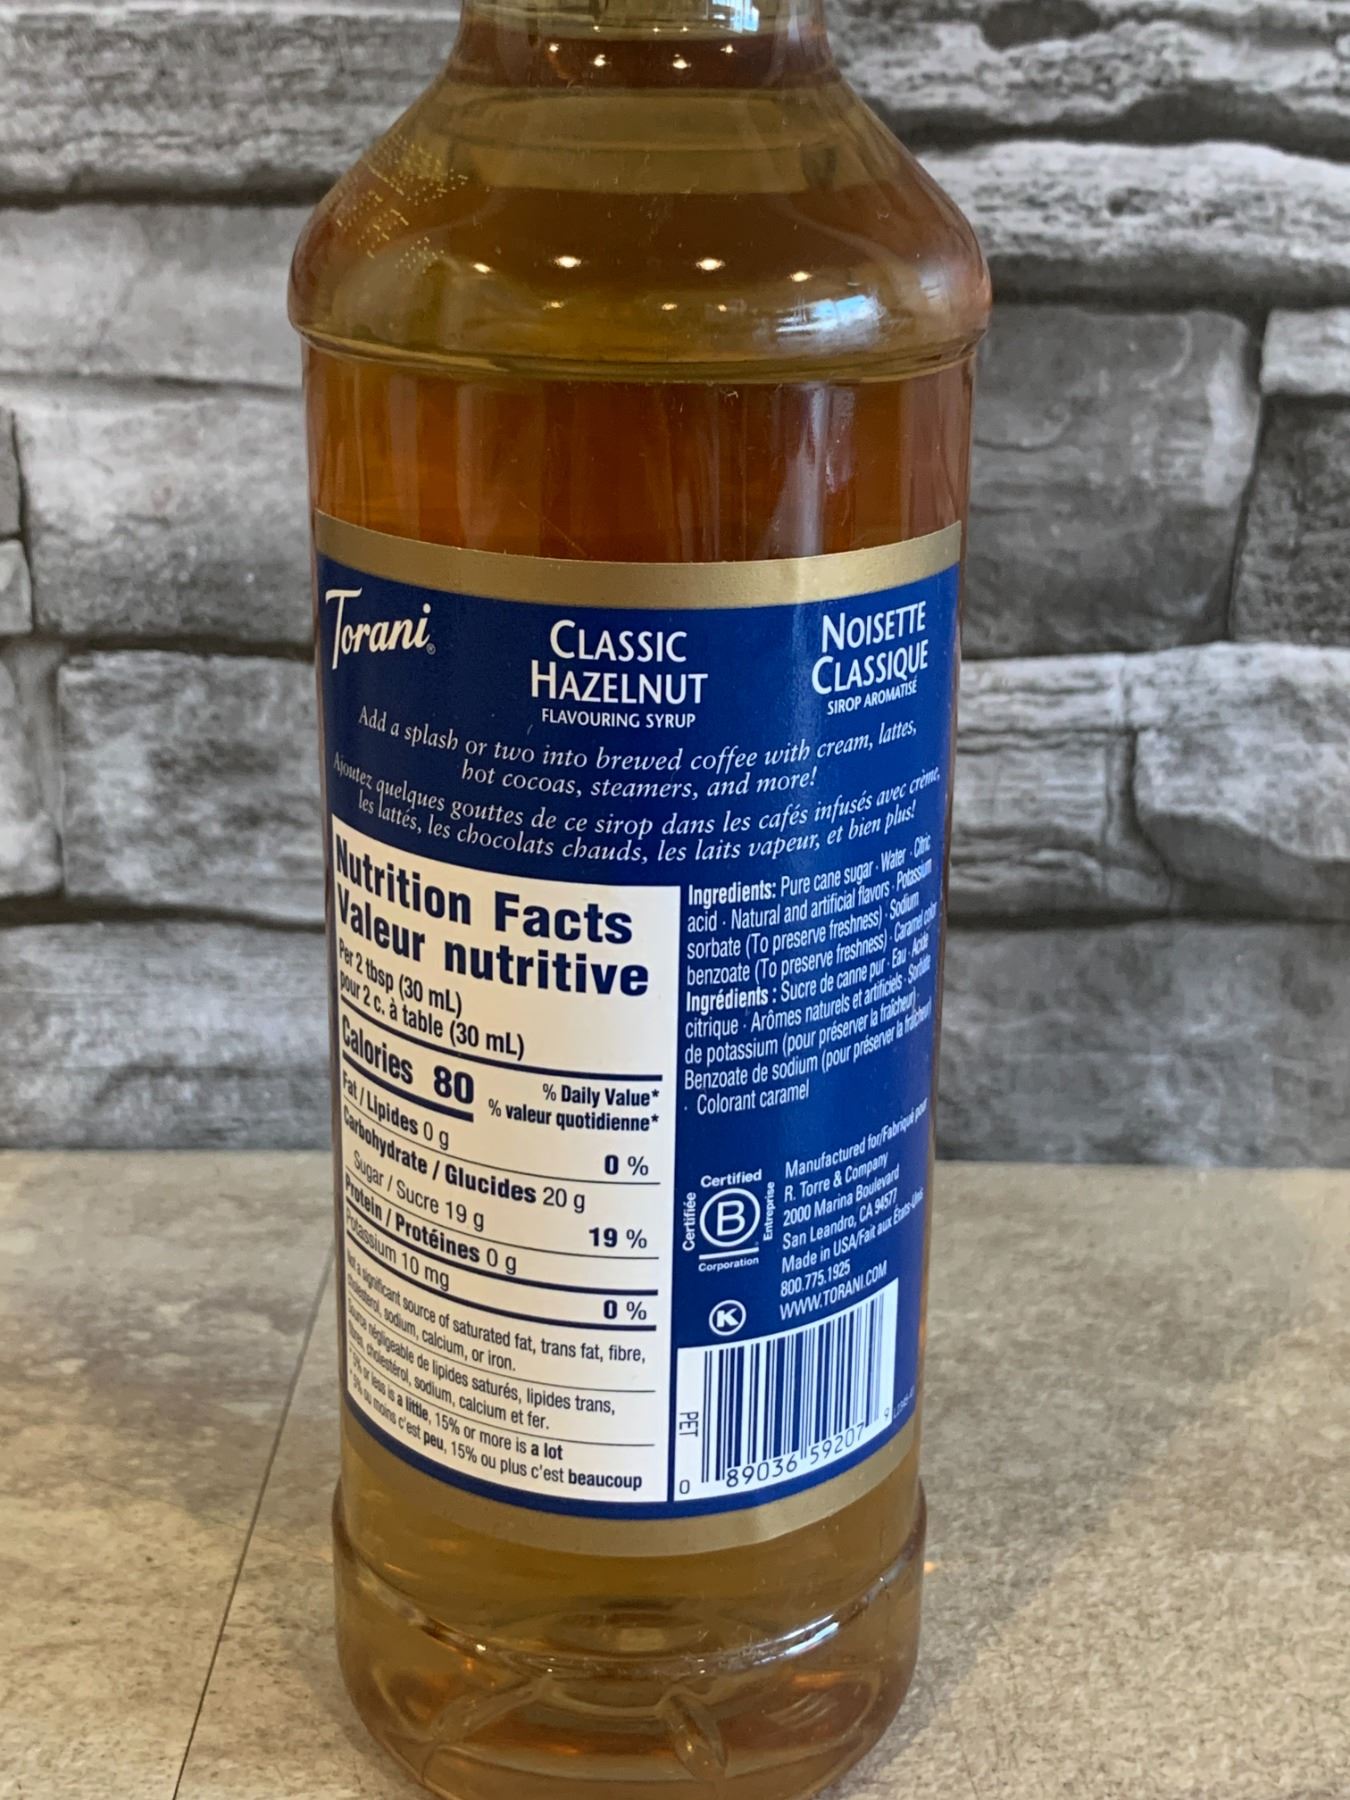 Torani®
CLASSIC
HAZELNUT
FLAVOURING SYRUP
NOISETTE
CLASSIQUE
SIROP AROMATISÉ
Add a splash or two into brewed coffee with cream, lattes,
hot cocoas, steamers, and more!
Ajoutez quelques gouttes de ce sirop dans les cafés infusés avec crème,
les lattés, les chocolats chauds, les laits vapeur, et bien plus!
Nutrition Facts
Valeur nutritive
Per 2 tbsp (30 mL)
pour 2 c. à table (30 mL)
Calories 80
% Daily Value*
% valeur quotidienne*
Fat / Lipides 0 g 0 %
Carbohydrate / Glucides 20 g
Sugar / Sucre 19 g 19 %
Protein / Protéines 0 g
Potassium 10 mg 0 %
Not a significant source of saturated fat, trans fat, fibre,
cholesterol, sodium, calcium, or iron.
Source négligeable de lipides saturés, lipides trans,
fibres, cholestérol, sodium, calcium et fer.
*5% or less is a little, 15% or more is a lot
*5% ou moins c'est peu, 15% ou plus c'est beaucoup
Ingredients: Pure cane sugar · Water · Citric
acid · Natural and artificial flavors · Potassium
sorbate (To preserve freshness) · Sodium
benzoate (To preserve freshness) · Caramel color
Ingrédients : Sucre de canne pur · Eau · Acide
citrique · Arômes naturels et artificiels · Sorbate
de potassium (pour préserver la fraîcheur) ·
Benzoate de sodium (pour préserver la fraîcheur)
· Colorant caramel
Certified
Certifiée
B
Entreprise
Corporation
Manufactured for/Fabriqué pour
R. Torre & Company
2000 Marina Boulevard
San Leandro, CA 94577
Made in USA/Fait aux États-Unis
800.775.1925
WWW.TORANI.COM
K
PET
0 89036 59207 9